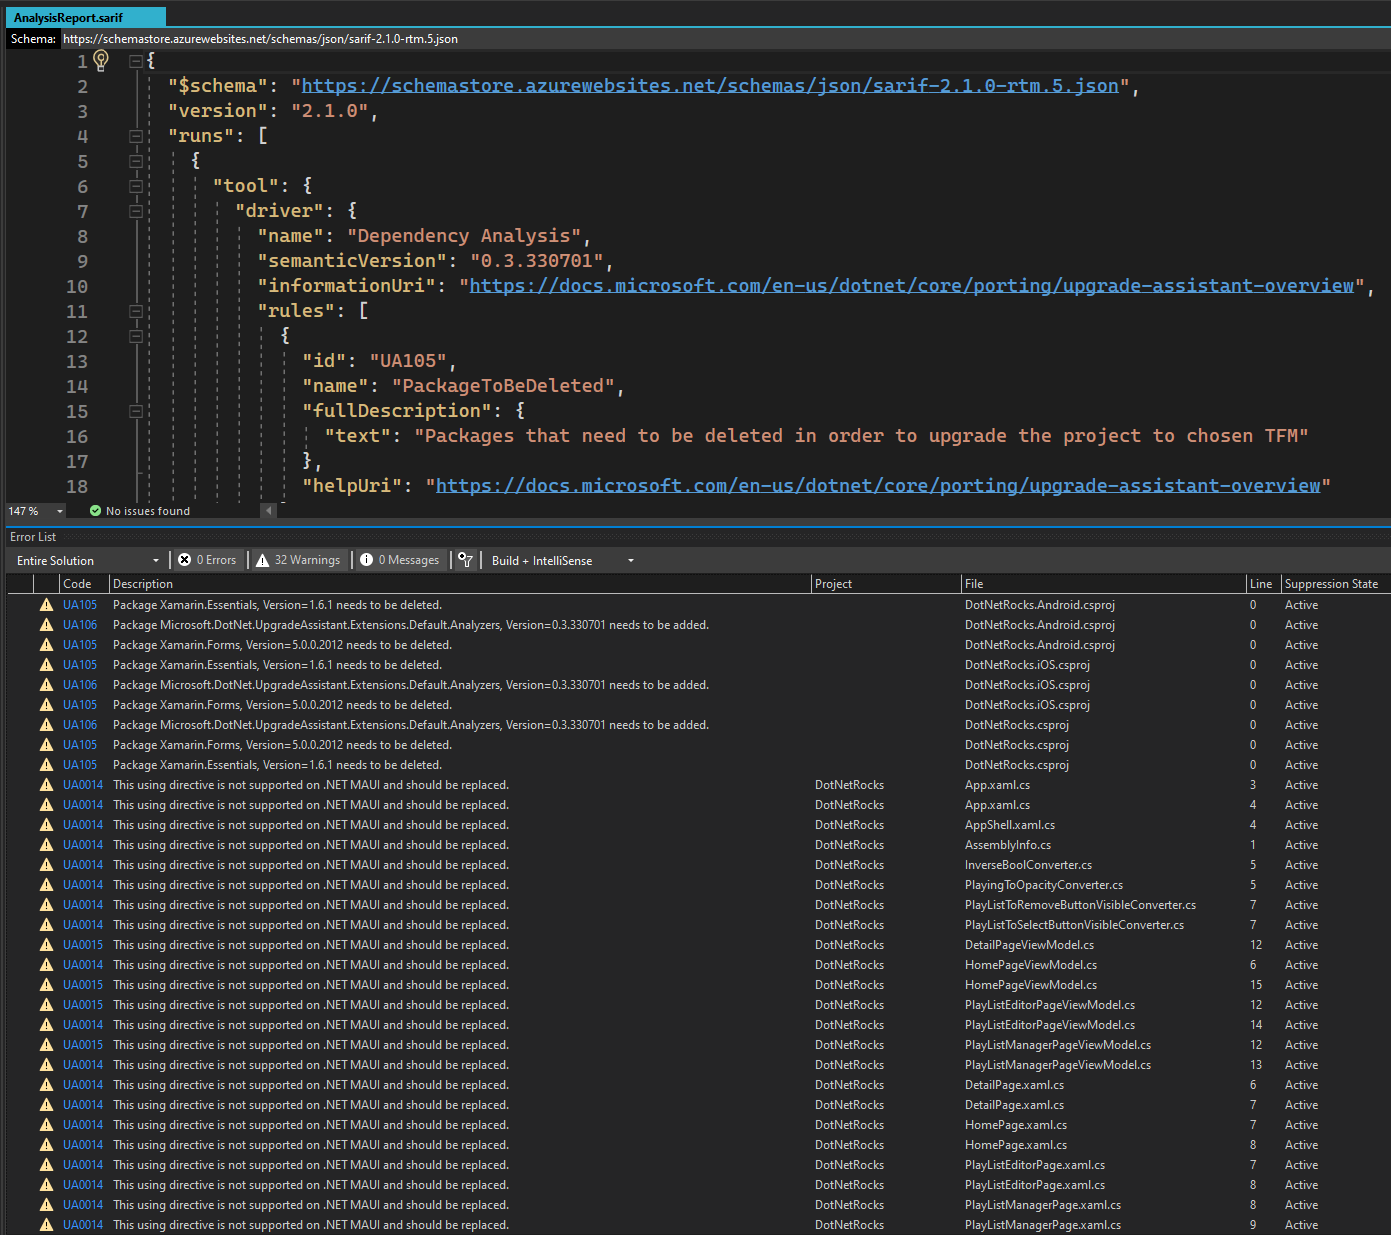 AnalysisReport.sarif
Schema: https://schemastore.azurewebsites.net/schemas/json/sarif-2.1.0-rtm.5.json
1 {
2 "$schema": "https://schemastore.azurewebsites.net/schemas/json/sarif-2.1.0-rtm.5.json",
3 "version": "2.1.0",
4 "runs": [
5 {
6 "tool": {
7 "driver": {
8 "name": "Dependency Analysis",
9 "semanticVersion": "0.3.330701",
10 "informationUri": "https://docs.microsoft.com/en-us/dotnet/core/porting/upgrade-assistant-overview",
11 "rules": [
12 {
13 "id": "UA105",
14 "name": "PackageToBeDeleted",
15 "fullDescription": {
16 "text": "Packages that need to be deleted in order to upgrade the project to chosen TFM"
17 },
18 "helpUri": "https://docs.microsoft.com/en-us/dotnet/core/porting/upgrade-assistant-overview"
147 % No issues found
Error List
Entire Solution 0 Errors 32 Warnings 0 Messages Build + IntelliSense
Code Description Project File Line Suppression State
UA105 Package Xamarin.Essentials, Version=1.6.1 needs to be deleted. DotNetRocks.Android.csproj 0 Active
UA106 Package Microsoft.DotNet.UpgradeAssistant.Extensions.Default.Analyzers, Version=0.3.330701 needs to be added. DotNetRocks.Android.csproj 0 Active
UA105 Package Xamarin.Forms, Version=5.0.0.2012 needs to be deleted. DotNetRocks.Android.csproj 0 Active
UA105 Package Xamarin.Essentials, Version=1.6.1 needs to be deleted. DotNetRocks.iOS.csproj 0 Active
UA106 Package Microsoft.DotNet.UpgradeAssistant.Extensions.Default.Analyzers, Version=0.3.330701 needs to be added. DotNetRocks.iOS.csproj 0 Active
UA105 Package Xamarin.Forms, Version=5.0.0.2012 needs to be deleted. DotNetRocks.iOS.csproj 0 Active
UA106 Package Microsoft.DotNet.UpgradeAssistant.Extensions.Default.Analyzers, Version=0.3.330701 needs to be added. DotNetRocks.csproj 0 Active
UA105 Package Xamarin.Forms, Version=5.0.0.2012 needs to be deleted. DotNetRocks.csproj 0 Active
UA105 Package Xamarin.Essentials, Version=1.6.1 needs to be deleted. DotNetRocks.csproj 0 Active
UA0014 This using directive is not supported on .NET MAUI and should be replaced. DotNetRocks App.xaml.cs 3 Active
UA0014 This using directive is not supported on .NET MAUI and should be replaced. DotNetRocks App.xaml.cs 4 Active
UA0014 This using directive is not supported on .NET MAUI and should be replaced. DotNetRocks AppShell.xaml.cs 4 Active
UA0014 This using directive is not supported on .NET MAUI and should be replaced. DotNetRocks AssemblyInfo.cs 1 Active
UA0014 This using directive is not supported on .NET MAUI and should be replaced. DotNetRocks InverseBoolConverter.cs 5 Active
UA0014 This using directive is not supported on .NET MAUI and should be replaced. DotNetRocks PlayingToOpacityConverter.cs 5 Active
UA0014 This using directive is not supported on .NET MAUI and should be replaced. DotNetRocks PlayListToRemoveButtonVisibleConverter.cs 7 Active
UA0014 This using directive is not supported on .NET MAUI and should be replaced. DotNetRocks PlayListToSelectButtonVisibleConverter.cs 7 Active
UA0015 This using directive is not supported on .NET MAUI and should be replaced. DotNetRocks DetailPageViewModel.cs 12 Active
UA0014 This using directive is not supported on .NET MAUI and should be replaced. DotNetRocks HomePageViewModel.cs 6 Active
UA0015 This using directive is not supported on .NET MAUI and should be replaced. DotNetRocks HomePageViewModel.cs 15 Active
UA0015 This using directive is not supported on .NET MAUI and should be replaced. DotNetRocks PlayListEditorPageViewModel.cs 12 Active
UA0014 This using directive is not supported on .NET MAUI and should be replaced. DotNetRocks PlayListEditorPageViewModel.cs 14 Active
UA0015 This using directive is not supported on .NET MAUI and should be replaced. DotNetRocks PlayListManagerPageViewModel.cs 12 Active
UA0014 This using directive is not supported on .NET MAUI and should be replaced. DotNetRocks PlayListManagerPageViewModel.cs 13 Active
UA0014 This using directive is not supported on .NET MAUI and should be replaced. DotNetRocks DetailPage.xaml.cs 6 Active
UA0014 This using directive is not supported on .NET MAUI and should be replaced. DotNetRocks DetailPage.xaml.cs 7 Active
UA0014 This using directive is not supported on .NET MAUI and should be replaced. DotNetRocks HomePage.xaml.cs 7 Active
UA0014 This using directive is not supported on .NET MAUI and should be replaced. DotNetRocks HomePage.xaml.cs 8 Active
UA0014 This using directive is not supported on .NET MAUI and should be replaced. DotNetRocks PlayListEditorPage.xaml.cs 7 Active
UA0014 This using directive is not supported on .NET MAUI and should be replaced. DotNetRocks PlayListEditorPage.xaml.cs 8 Active
UA0014 This using directive is not supported on .NET MAUI and should be replaced. DotNetRocks PlayListManagerPage.xaml.cs 8 Active
UA0014 This using directive is not supported on .NET MAUI and should be replaced. DotNetRocks PlayListManagerPage.xaml.cs 9 Active